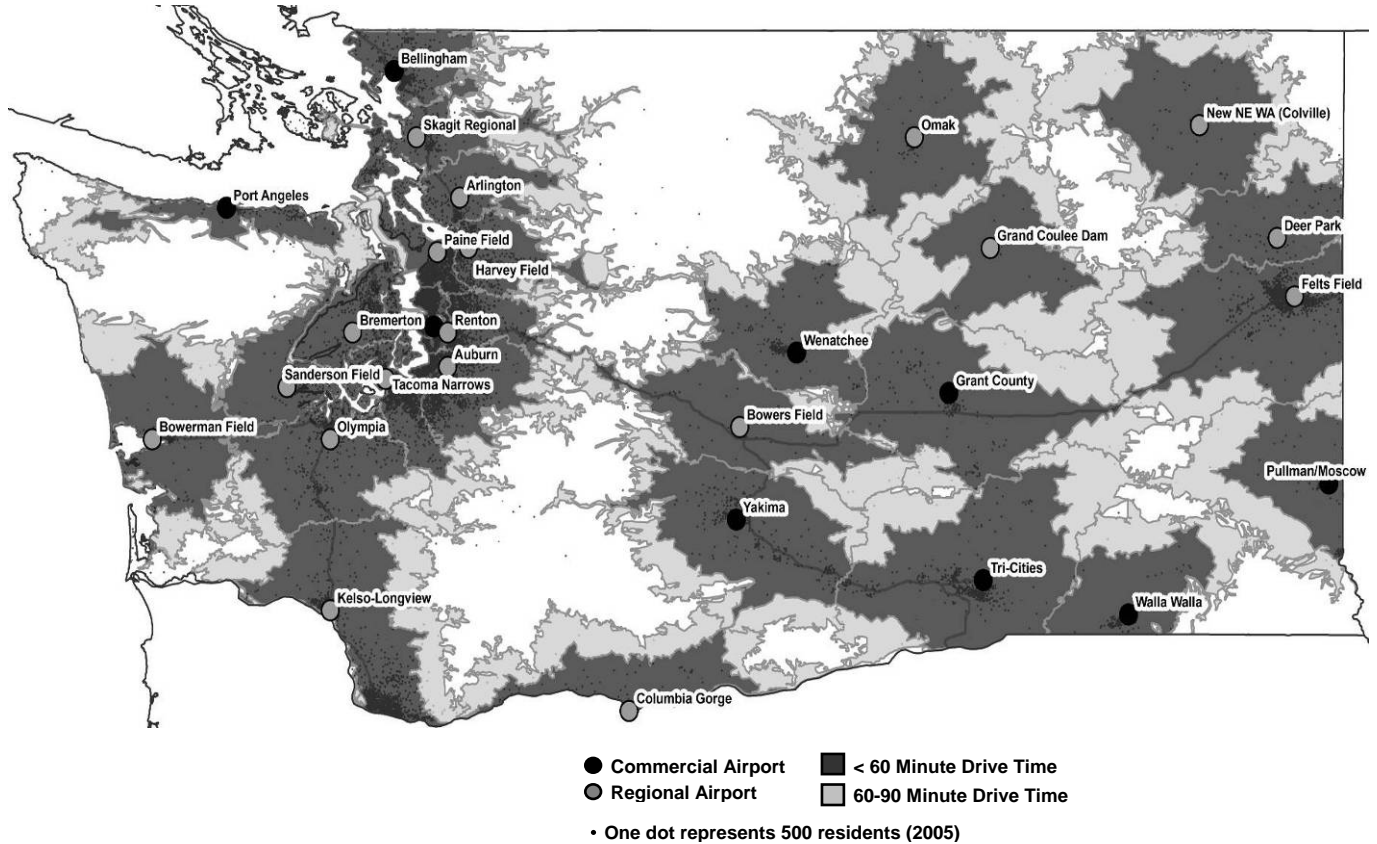 Bellingham
Skagit Regional
Omak
New NE WA (Colville)
Arlington
Port Angeles
Deer Park
Paine Field
Grand Coulee Dam
Harvey Field
Felts Field
Bremerton
Renton
Wenatchee
Auburn
Sanderson Field
Tacoma Narrows
Grant County
Bowers Field
Bowerman Field
Olympia
Pullman/Moscow
Yakima
Tri-Cities
Kelso-Longview
Walla Walla
Columbia Gorge
Commercial Airport
< 60 Minute Drive Time
Regional Airport
60-90 Minute Drive Time
• One dot represents 500 residents (2005)